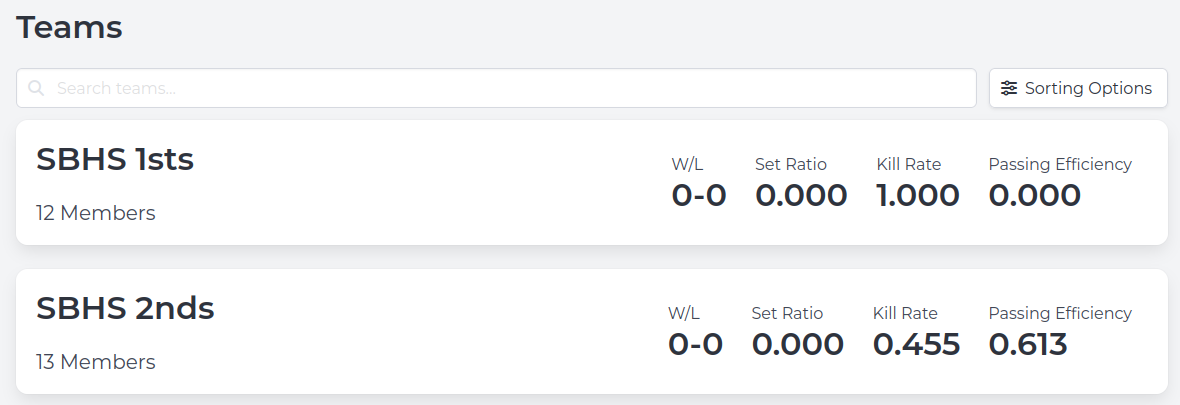 Teams
Search teams...
Sorting Options
SBHS 1sts
12 Members
W/L Set Ratio Kill Rate Passing Efficiency
0-0 0.000 1.000 0.000
SBHS 2nds
13 Members
W/L Set Ratio Kill Rate Passing Efficiency
0-0 0.000 0.455 0.613